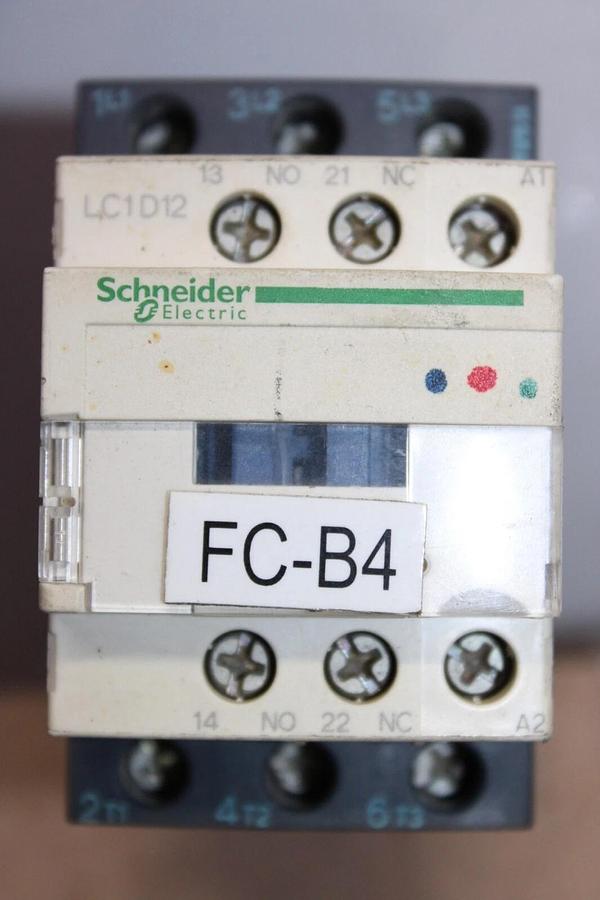 1L1 3L2 5L3
13 NO 21 NC A1
LC1D12
Schneider
Electric
FC-B4
14 NO 22 NC A2
2T1 4T2 6T3